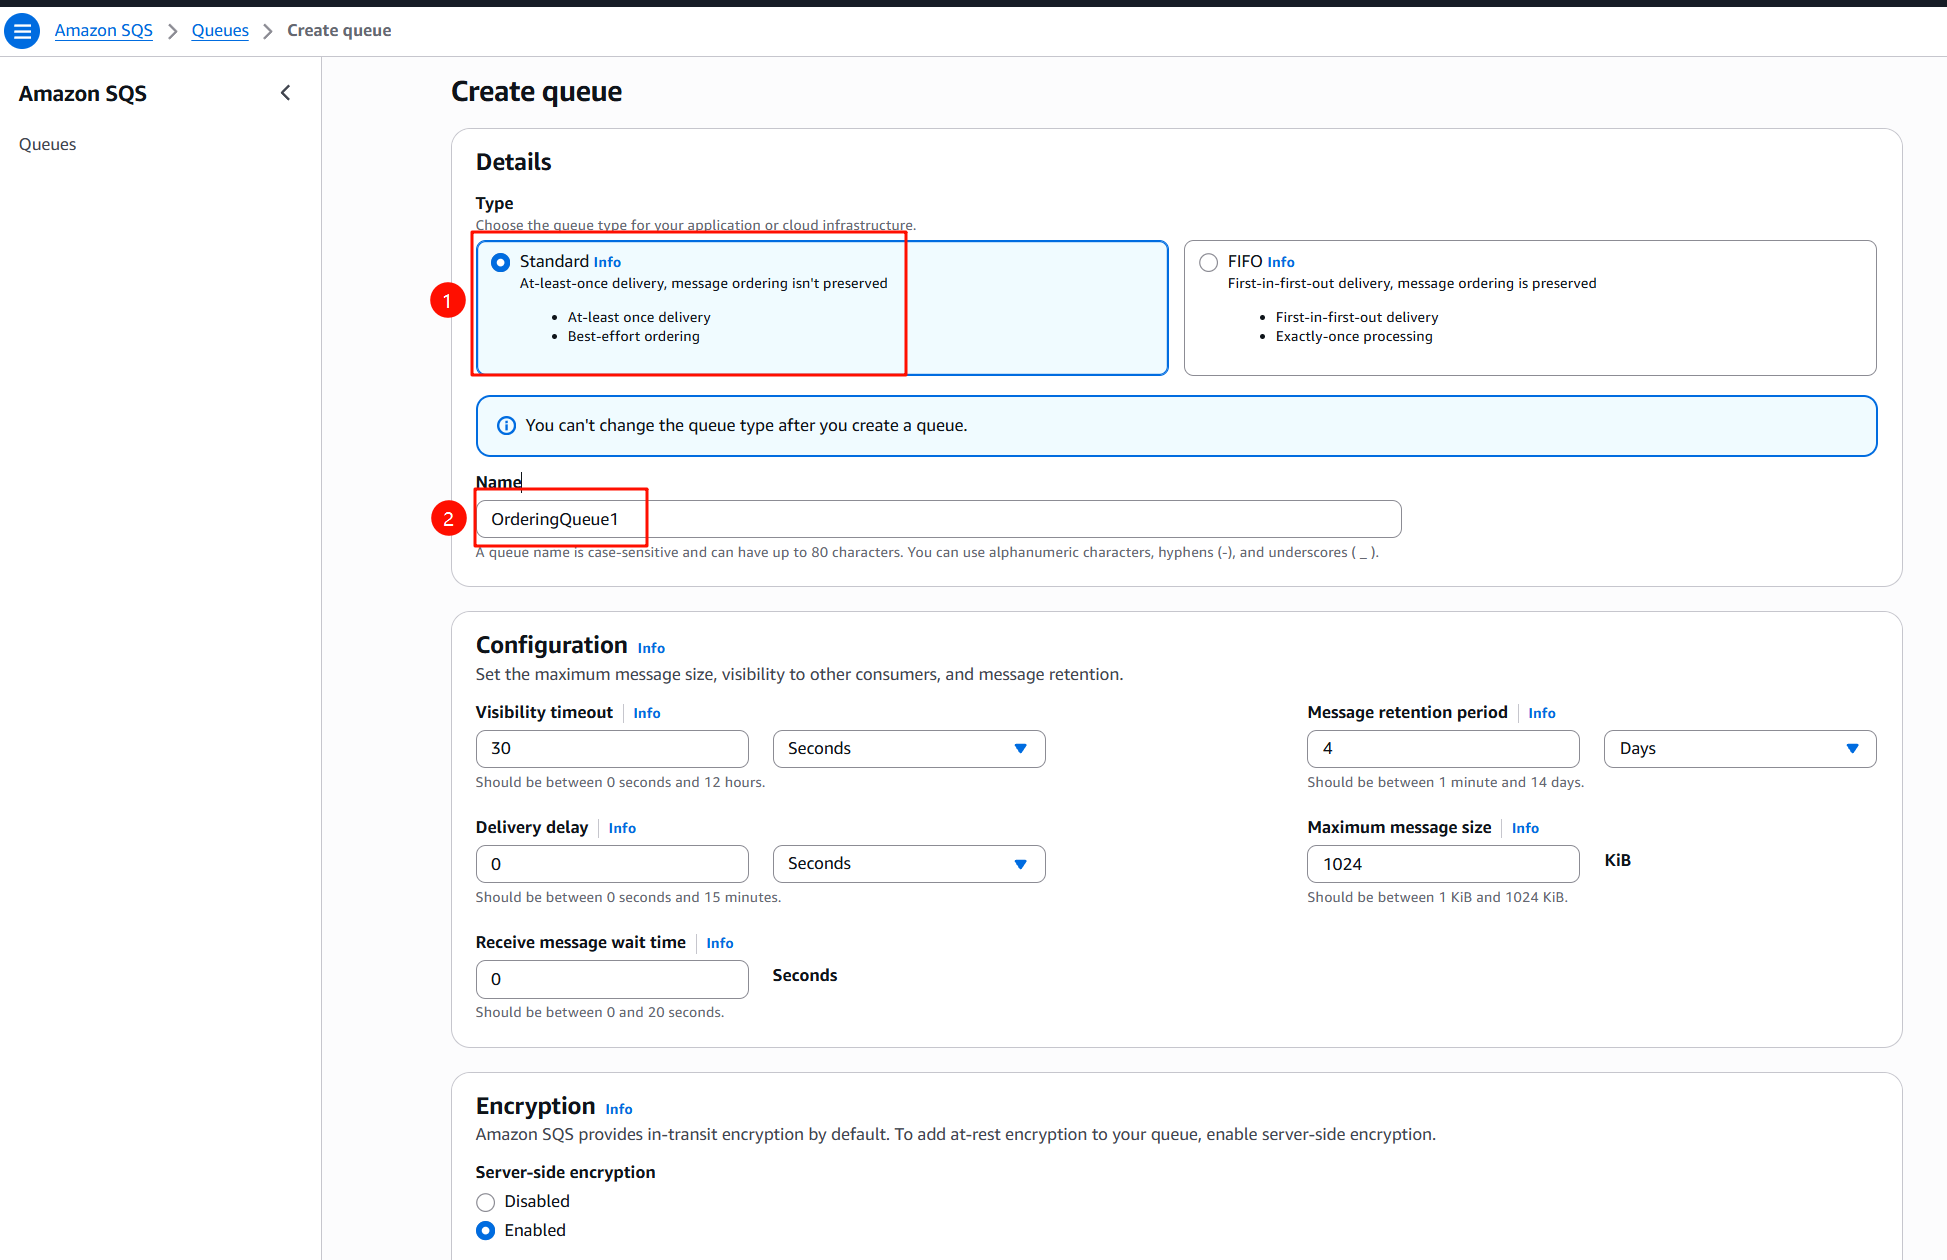 Amazon SQS > Queues > Create queue
Amazon SQS
Queues
Create queue
Details
Type
Choose the queue type for your application or cloud infrastructure.
1
Standard Info
At-least-once delivery, message ordering isn't preserved
• At-least once delivery
• Best-effort ordering
FIFO Info
First-in-first-out delivery, message ordering is preserved
• First-in-first-out delivery
• Exactly-once processing
You can't change the queue type after you create a queue.
Name
2
OrderingQueue1
A queue name is case-sensitive and can have up to 80 characters. You can use alphanumeric characters, hyphens (-), and underscores ( _ ).
Configuration Info
Set the maximum message size, visibility to other consumers, and message retention.
Visibility timeout Info
30 Seconds
Should be between 0 seconds and 12 hours.
Message retention period Info
4 Days
Should be between 1 minute and 14 days.
Delivery delay Info
0 Seconds
Should be between 0 seconds and 15 minutes.
Maximum message size Info
1024 KiB
Should be between 1 KiB and 1024 KiB.
Receive message wait time Info
0 Seconds
Should be between 0 and 20 seconds.
Encryption Info
Amazon SQS provides in-transit encryption by default. To add at-rest encryption to your queue, enable server-side encryption.
Server-side encryption
Disabled
Enabled